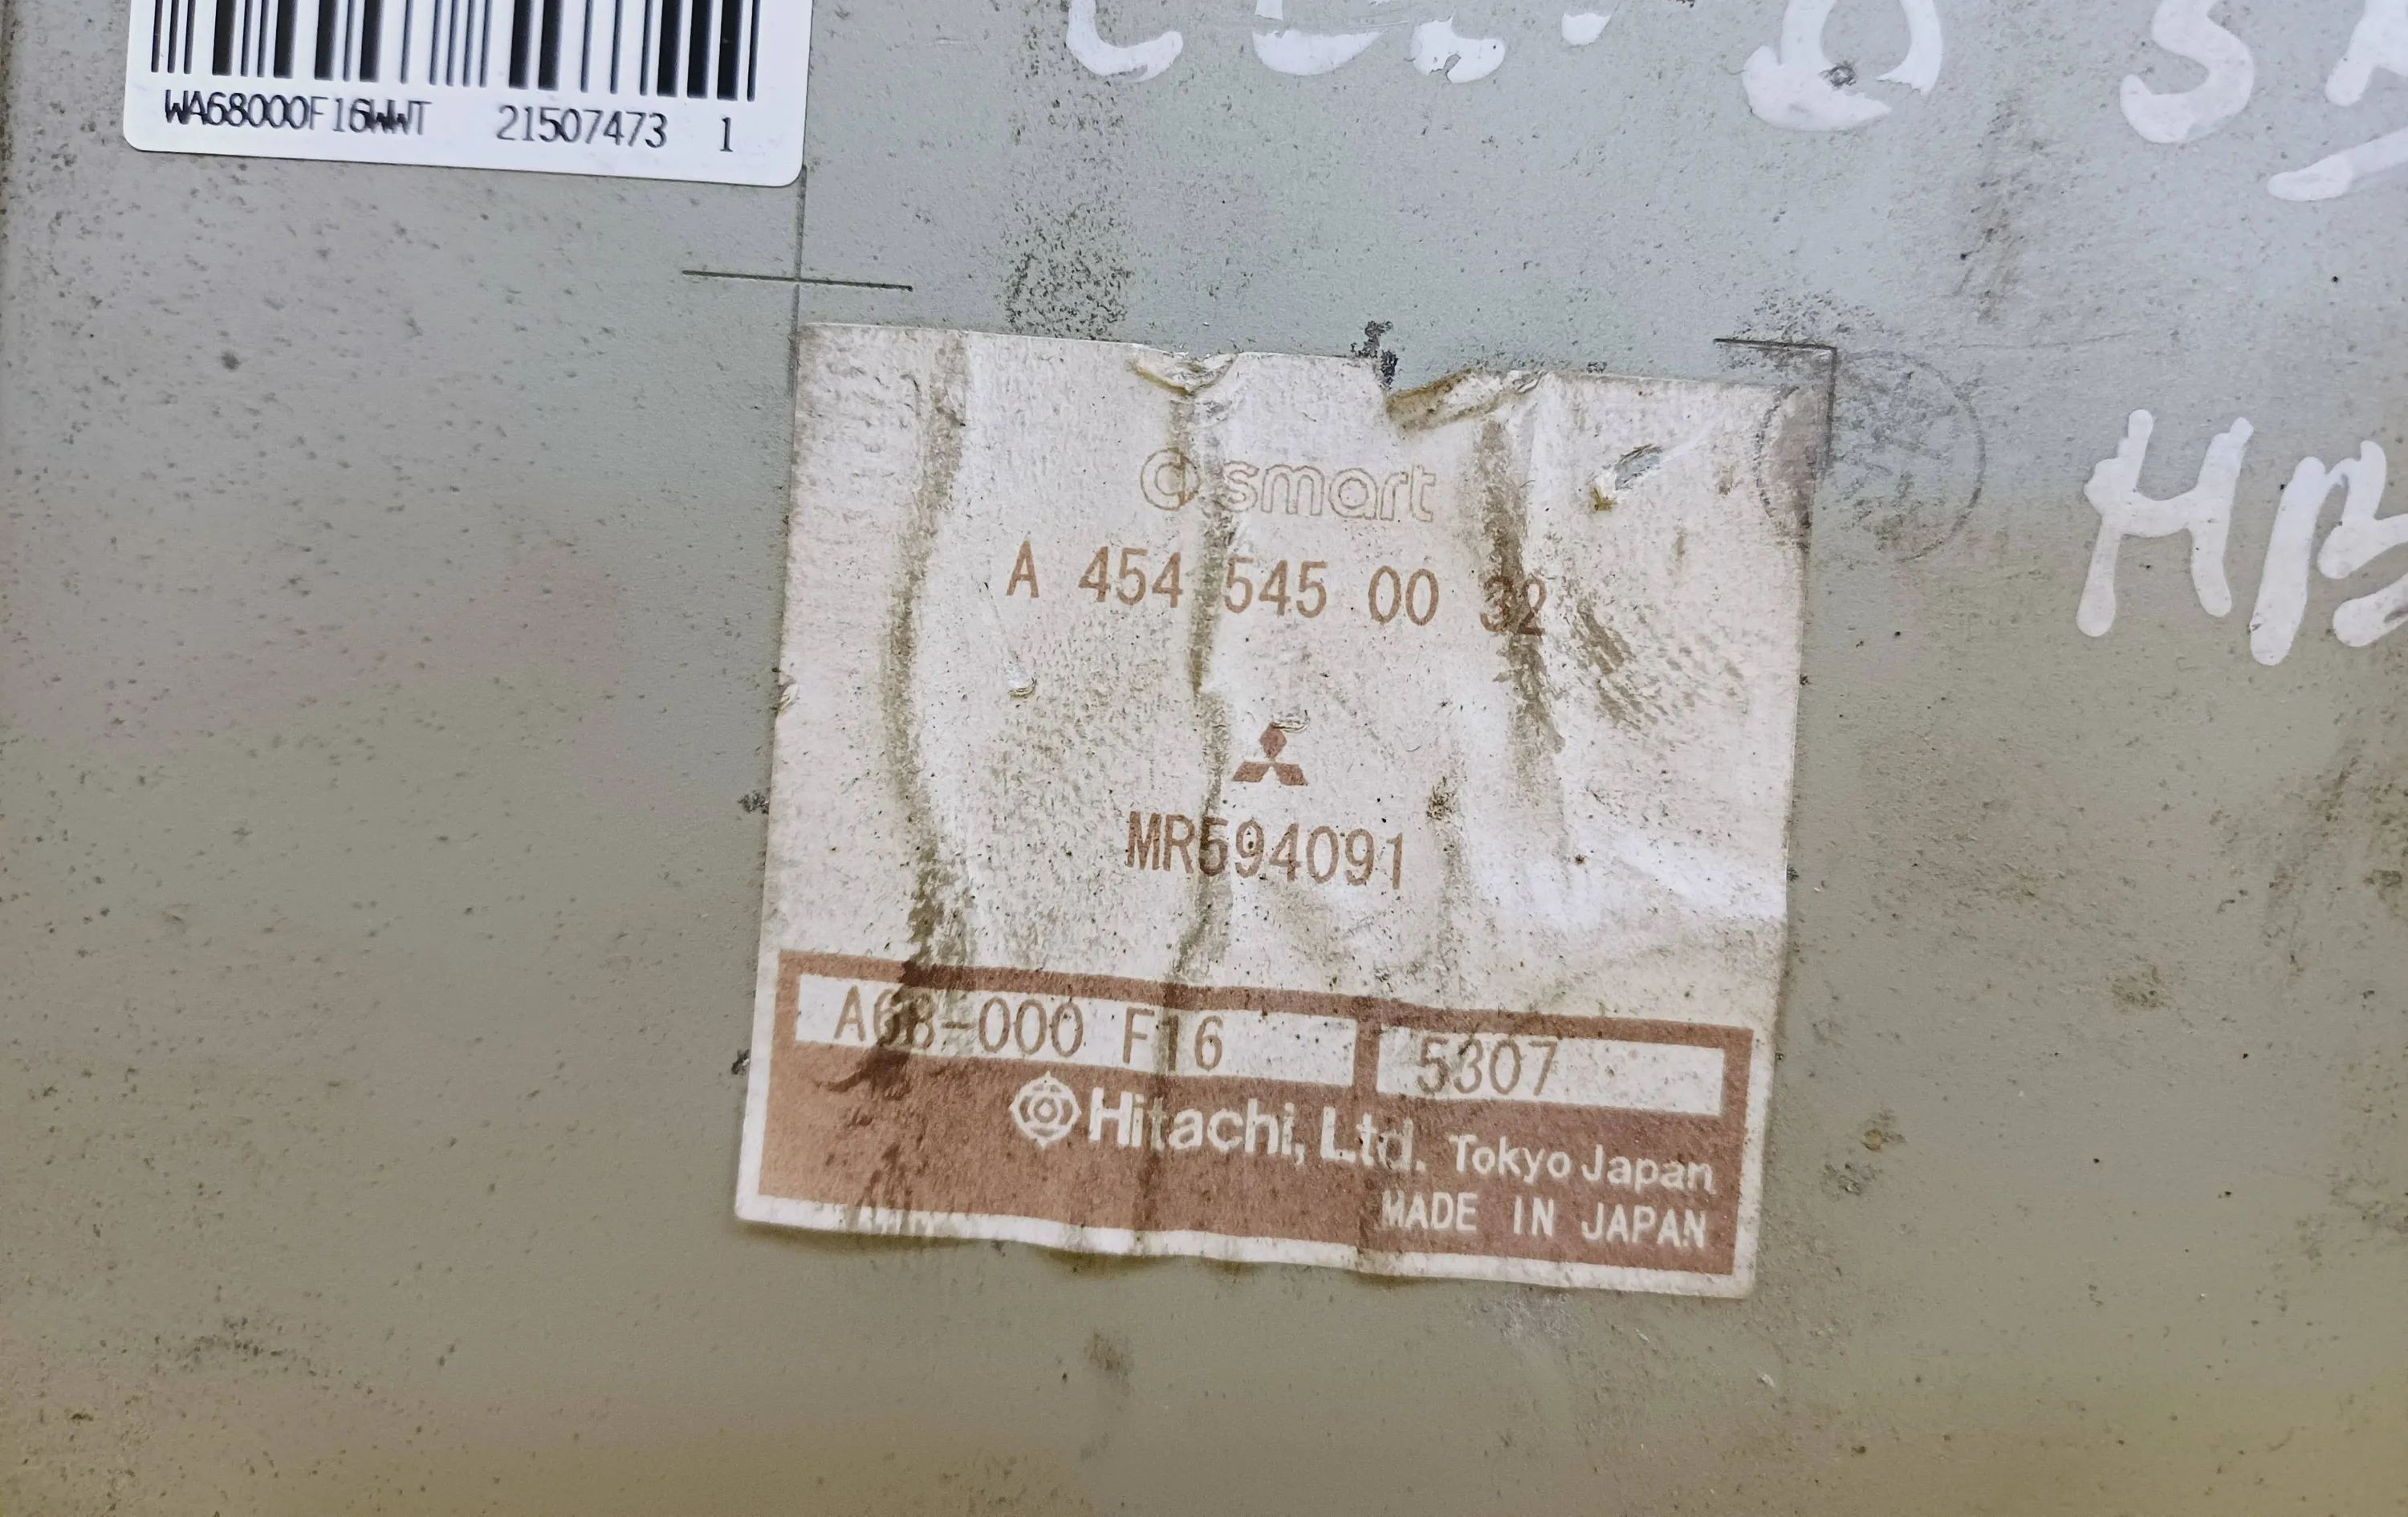 WA68000F16WWT 21507473 1
smart
A 454 545 00 32
MR594091
A68-000 F16 5307
Hitachi, Ltd. Tokyo Japan
MADE IN JAPAN